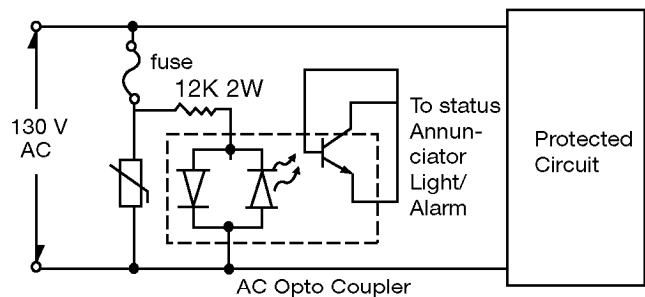 fuse
12K 2W
130 V
AC
To status
Annun-
ciator
Light/
Alarm
Protected
Circuit
AC Opto Coupler